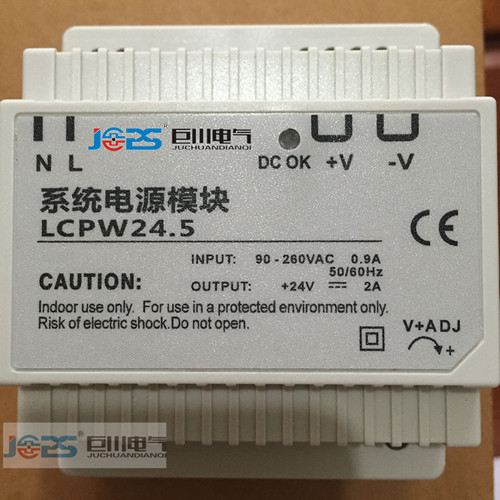 N L JCDS® 巨川电气 DC OK +V -V
JUCHUANDIANQI
系统电源模块
LCPW24.5
INPUT: 90-260VAC 0.9A
50/60Hz
CAUTION: OUTPUT: +24V 2A
Indoor use only. For use in a protected environment only.
Risk of electric shock.Do not open.
V+ADJ
+
JCDS® 巨川电气
JUCHUANDIANQI